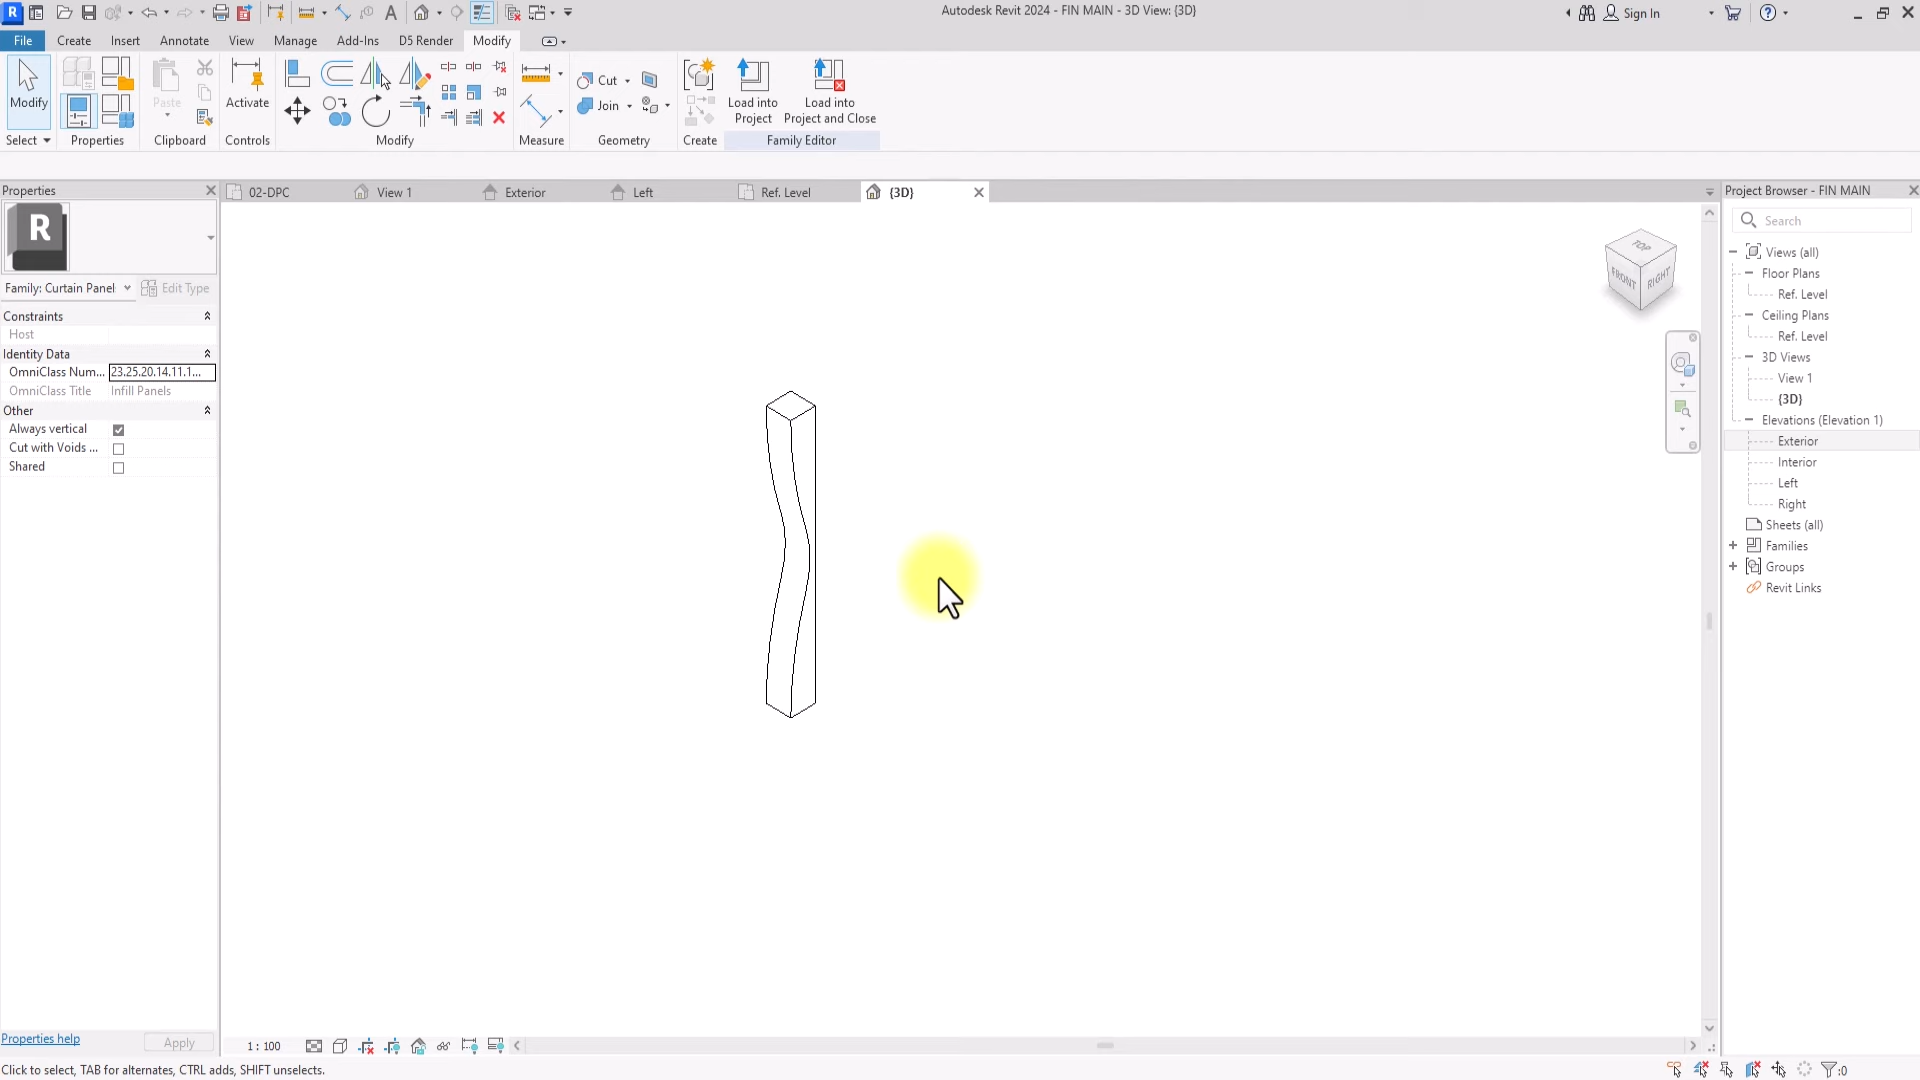 Autodesk Revit 2024 - FIN MAIN - 3D View: {3D}
Sign In
File Create Insert Annotate View Manage Add-Ins D5 Render Modify
Modify
Paste
Activate
Cut
Join
Load into
Project
Load into
Project and Close
Select Properties Clipboard Controls Modify Measure Geometry Create Family Editor
Properties
02-DPC View 1 Exterior Left Ref. Level {3D}
Project Browser - FIN MAIN
R
Family: Curtain Panel
Edit Type
Constraints
Host
Identity Data
OmniClass Num... 23.25.20.14.11.1...
OmniClass Title Infill Panels
Other
Always vertical
Cut with Voids ...
Shared
TOP
FRONT
RIGHT
Search
Views (all)
Floor Plans
Ref. Level
Ceiling Plans
Ref. Level
3D Views
View 1
{3D}
Elevations (Elevation 1)
Exterior
Interior
Left
Right
Sheets (all)
Families
Groups
Revit Links
Properties help
Apply
1 : 100
Click to select, TAB for alternates, CTRL adds, SHIFT unselects.
:0